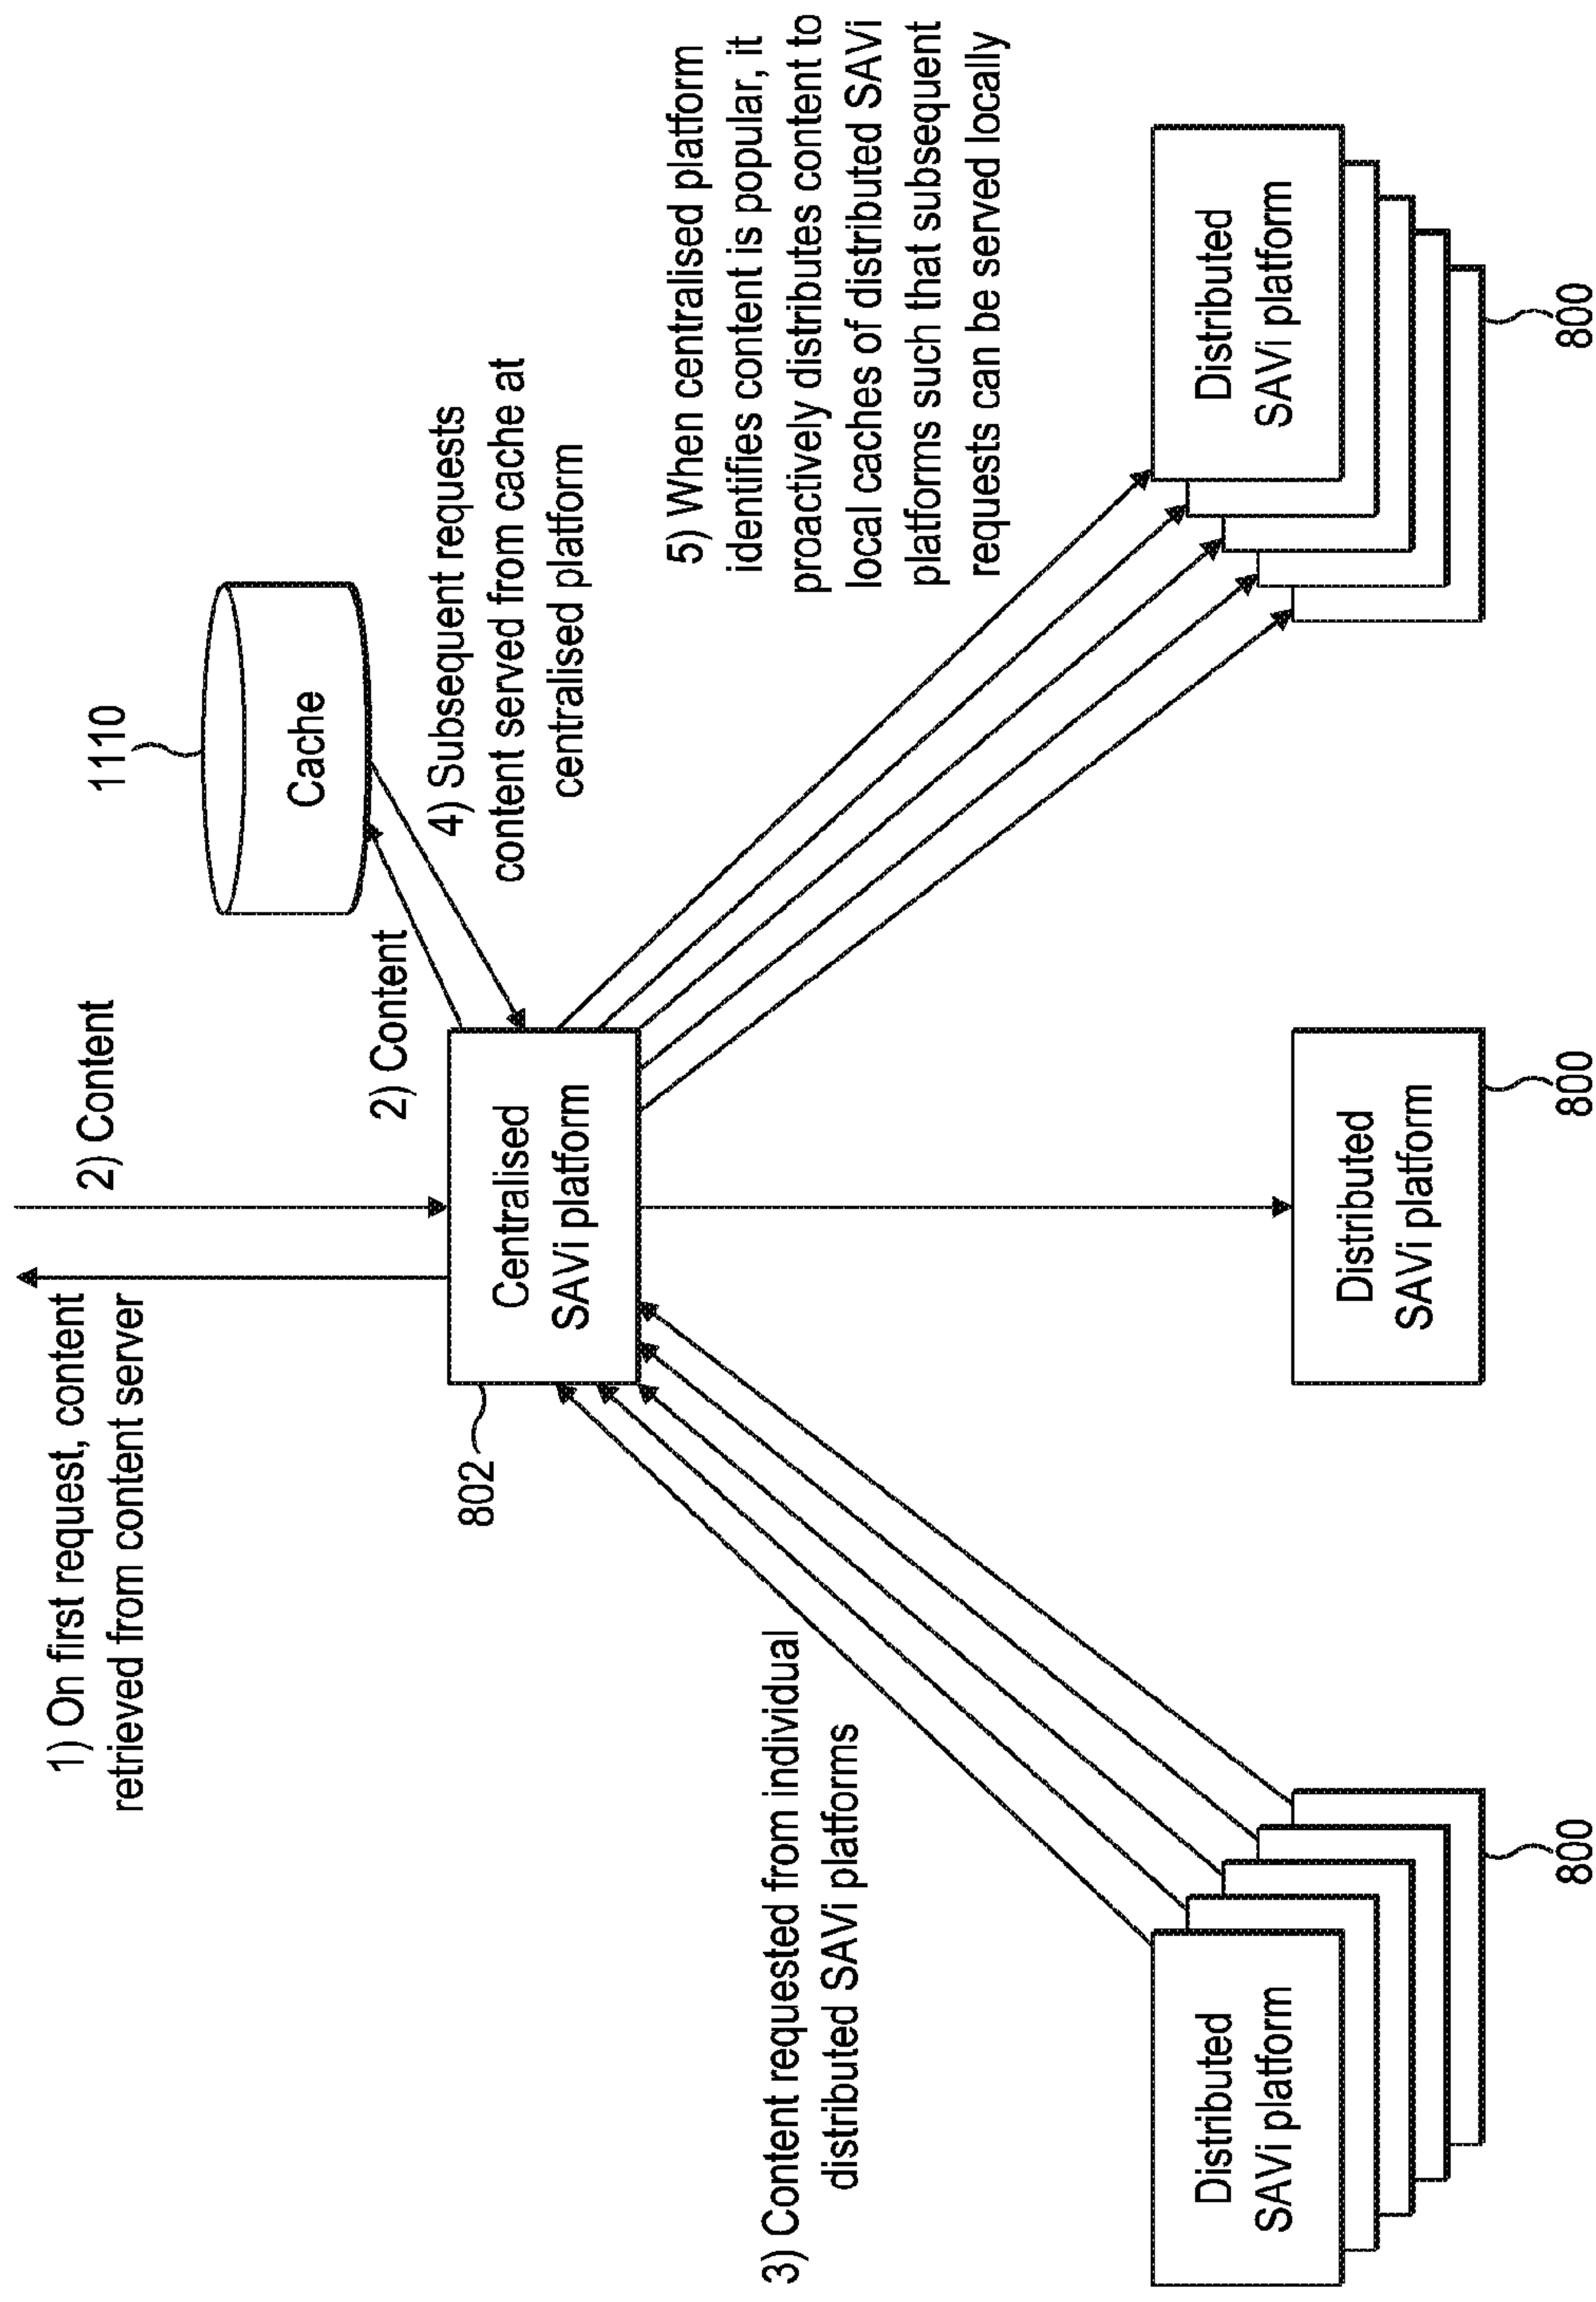 1) On first request, content
retrieved from content server
2) Content
1110
Cache
2) Content
4) Subsequent requests
content served from cache at
centralised platform
802
Centralised
SAVi platform
3) Content requested from individual
distributed SAVi platforms
5) When centralised platform
identifies content is popular, it
proactively distributes content to
local caches of distributed SAVi
platforms such that subsequent
requests can be served locally
Distributed
SAVi platform
800
Distributed
SAVi platform
800
Distributed
SAVi platform
800